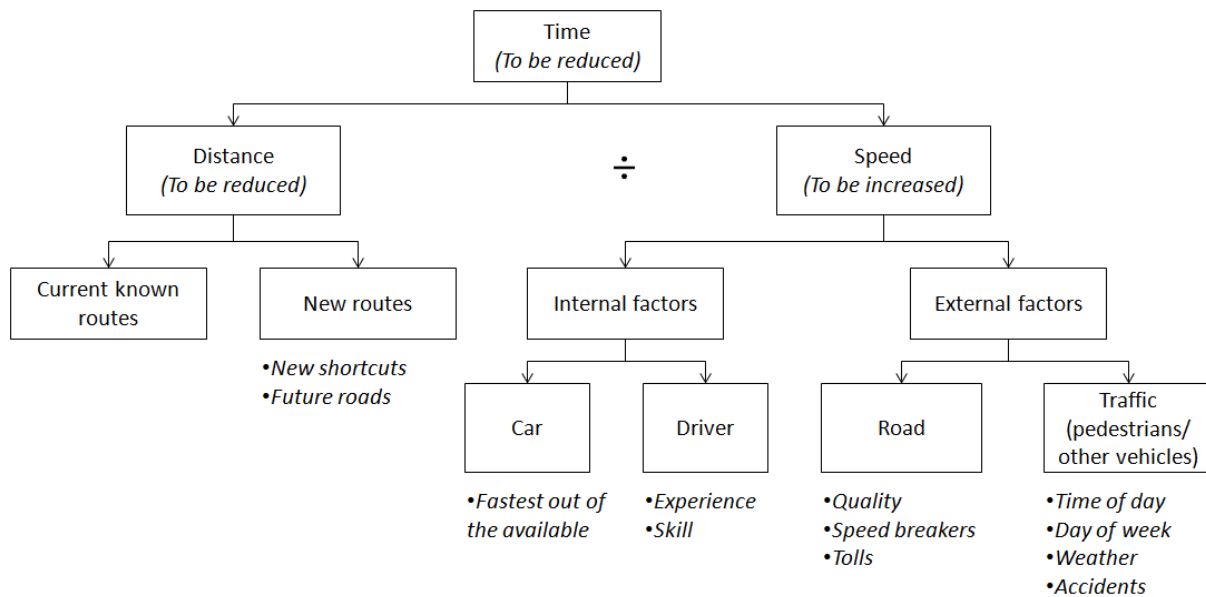 Time
(To be reduced)
Distance
(To be reduced)
÷
Speed
(To be increased)
Current known
routes
New routes
•New shortcuts
•Future roads
Internal factors
External factors
Car
•Fastest out of
the available
Driver
•Experience
•Skill
Road
•Quality
•Speed breakers
•Tolls
Traffic
(pedestrians/
other vehicles)
•Time of day
•Day of week
•Weather
•Accidents